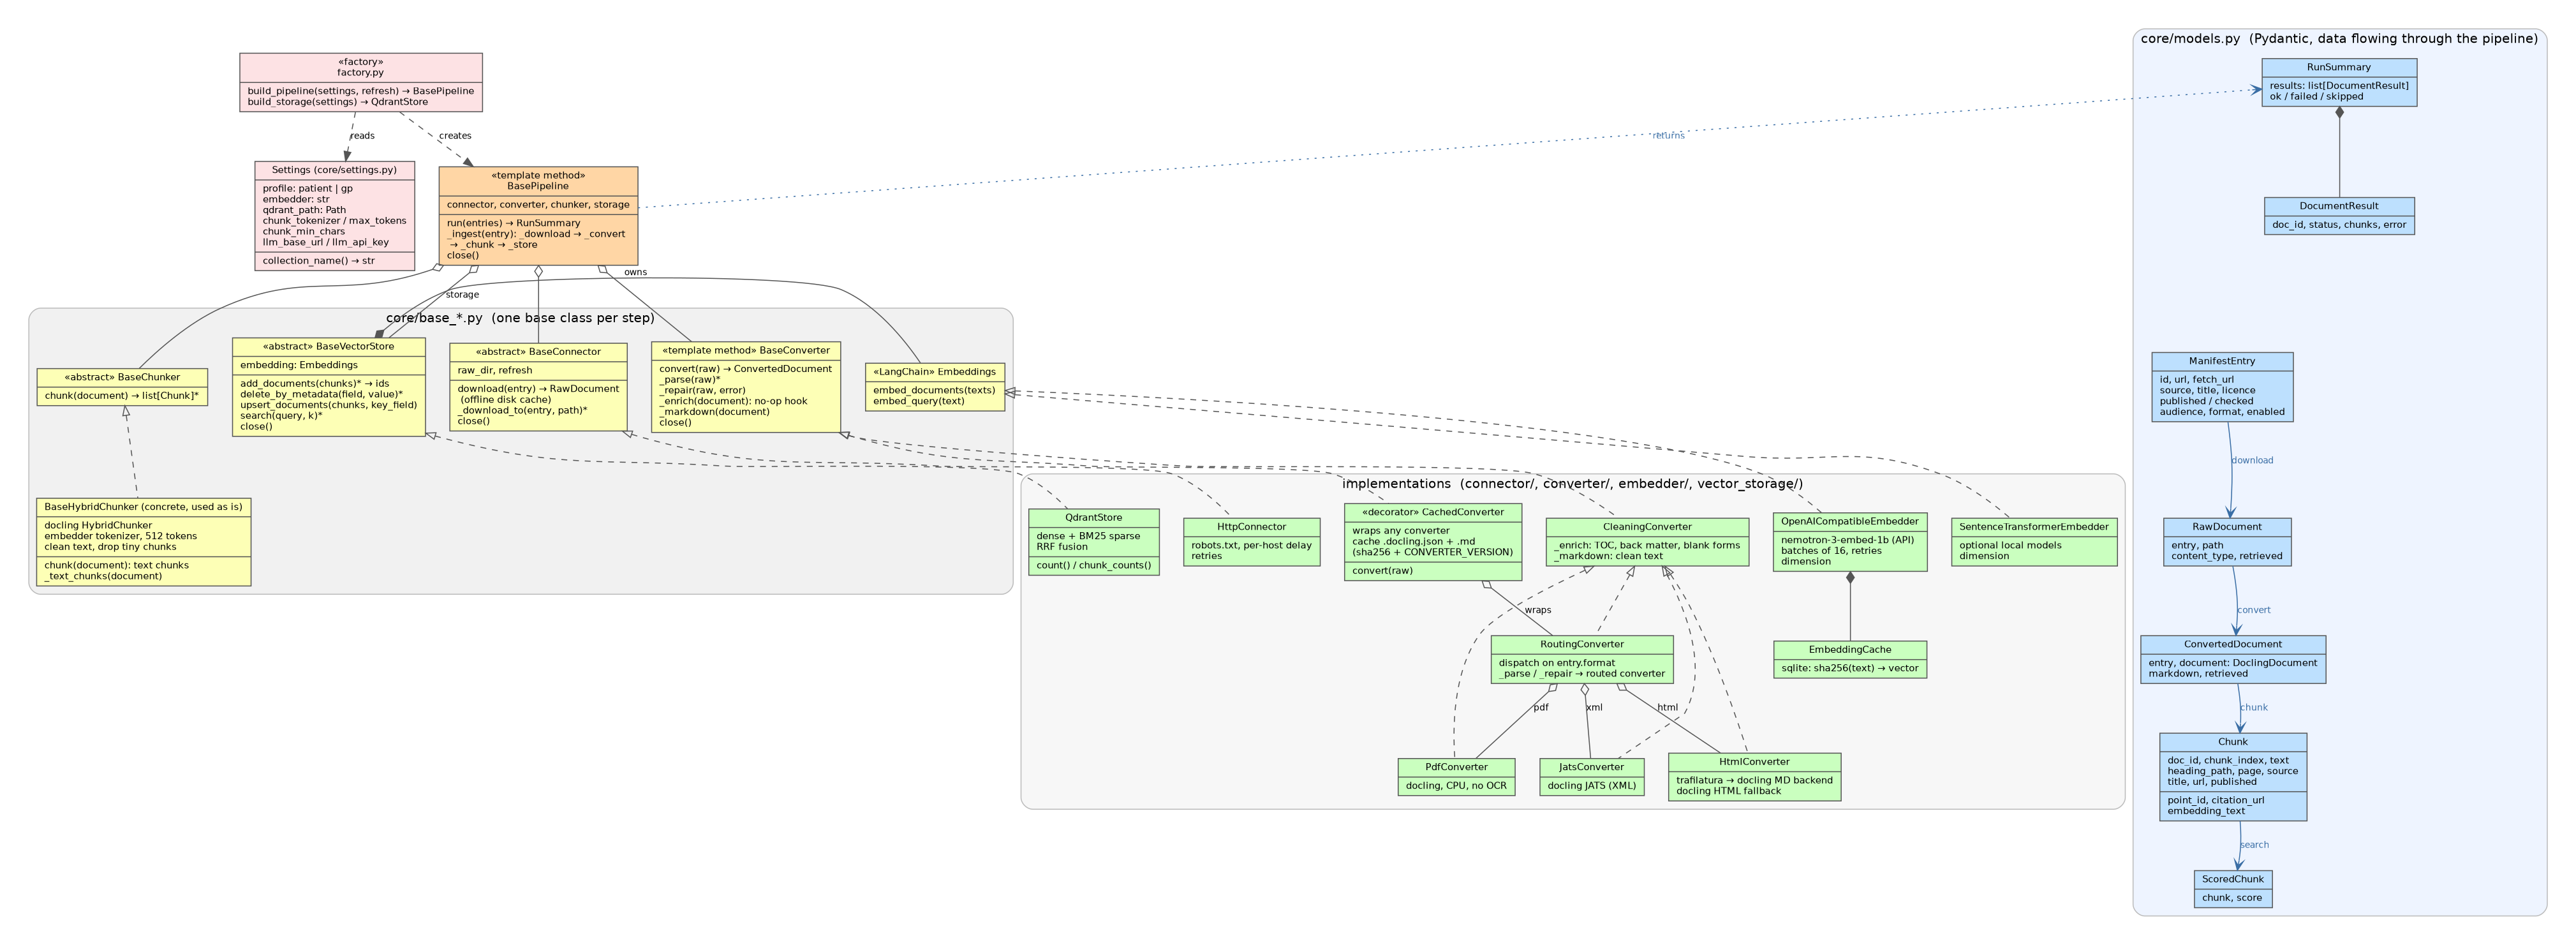 «factory»
factory.py
build_pipeline(settings, refresh) → BasePipeline
build_storage(settings) → QdrantStore
reads
creates
Settings (core/settings.py)
profile: patient | gp
embedder: str
qdrant_path: Path
chunk_tokenizer / max_tokens
chunk_min_chars
llm_base_url / llm_api_key
collection_name() → str
«template method»
BasePipeline
connector, converter, chunker, storage
run(entries) → RunSummary
_ingest(entry): _download → _convert
→ _chunk → _store
close()
returns
owns
storage
core/base_*.py  (one base class per step)
«abstract» BaseChunker
chunk(document) → list[Chunk]*
«abstract» BaseVectorStore
embedding: Embeddings
add_documents(chunks)* → ids
delete_by_metadata(field, value)*
upsert_documents(chunks, key_field)
search(query, k)*
close()
«abstract» BaseConnector
raw_dir, refresh
download(entry) → RawDocument
(offline disk cache)
_download_to(entry, path)*
close()
«template method» BaseConverter
convert(raw) → ConvertedDocument
_parse(raw)*
_repair(raw, error)
_enrich(document): no-op hook
_markdown(document)
close()
«LangChain» Embeddings
embed_documents(texts)
embed_query(text)
BaseHybridChunker (concrete, used as is)
docling HybridChunker
embedder tokenizer, 512 tokens
clean text, drop tiny chunks
chunk(document): text chunks
_text_chunks(document)
implementations  (connector/, converter/, embedder/, vector_storage/)
QdrantStore
dense + BM25 sparse
RRF fusion
count() / chunk_counts()
HttpConnector
robots.txt, per-host delay
retries
«decorator» CachedConverter
wraps any converter
cache .docling.json + .md
(sha256 + CONVERTER_VERSION)
convert(raw)
CleaningConverter
_enrich: TOC, back matter, blank forms
_markdown: clean text
OpenAICompatibleEmbedder
nemotron-3-embed-1b (API)
batches of 16, retries
dimension
SentenceTransformerEmbedder
optional local models
dimension
wraps
RoutingConverter
dispatch on entry.format
_parse / _repair → routed converter
EmbeddingCache
sqlite: sha256(text) → vector
pdf
xml
html
PdfConverter
docling, CPU, no OCR
JatsConverter
docling JATS (XML)
HtmlConverter
trafilatura → docling MD backend
docling HTML fallback
core/models.py  (Pydantic, data flowing through the pipeline)
RunSummary
results: list[DocumentResult]
ok / failed / skipped
DocumentResult
doc_id, status, chunks, error
ManifestEntry
id, url, fetch_url
source, title, licence
published / checked
audience, format, enabled
download
RawDocument
entry, path
content_type, retrieved
convert
ConvertedDocument
entry, document: DoclingDocument
markdown, retrieved
chunk
Chunk
doc_id, chunk_index, text
heading_path, page, source
title, url, published
point_id, citation_url
embedding_text
search
ScoredChunk
chunk, score